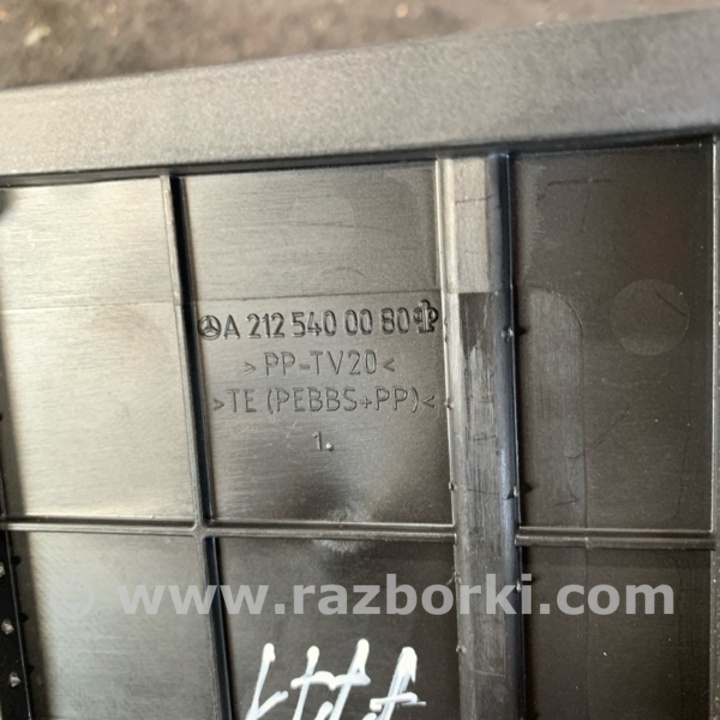 A 212 540 00 80
>PP-TV20<
>TE (PEBBS+PP)<
1.
© www.razborki.com